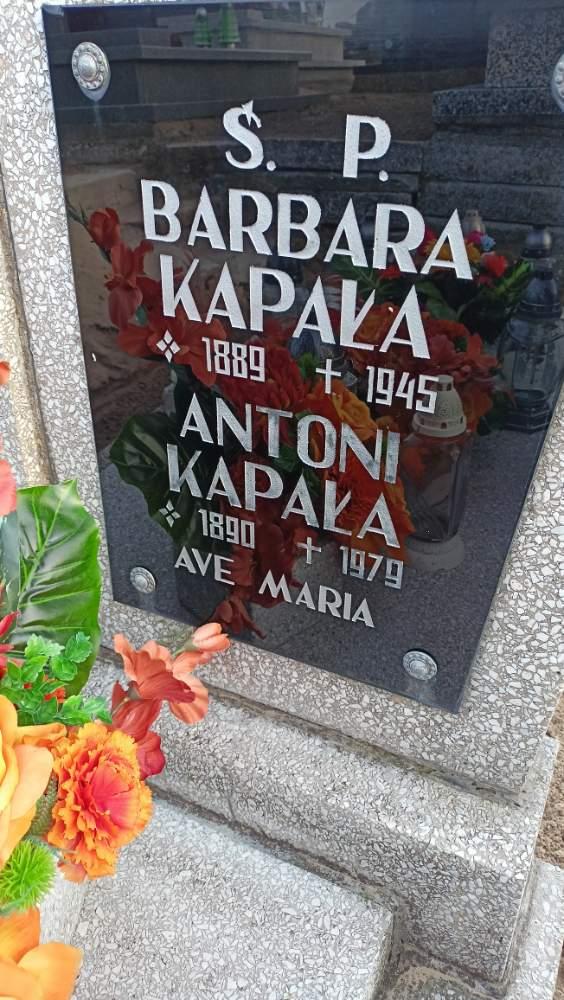 Ś. P.
BARBARA
KAPAŁA
❖ 1889 ✝ 1945
ANTONI
KAPAŁA
❖ 1890 ✝ 1979
AVE MARIA